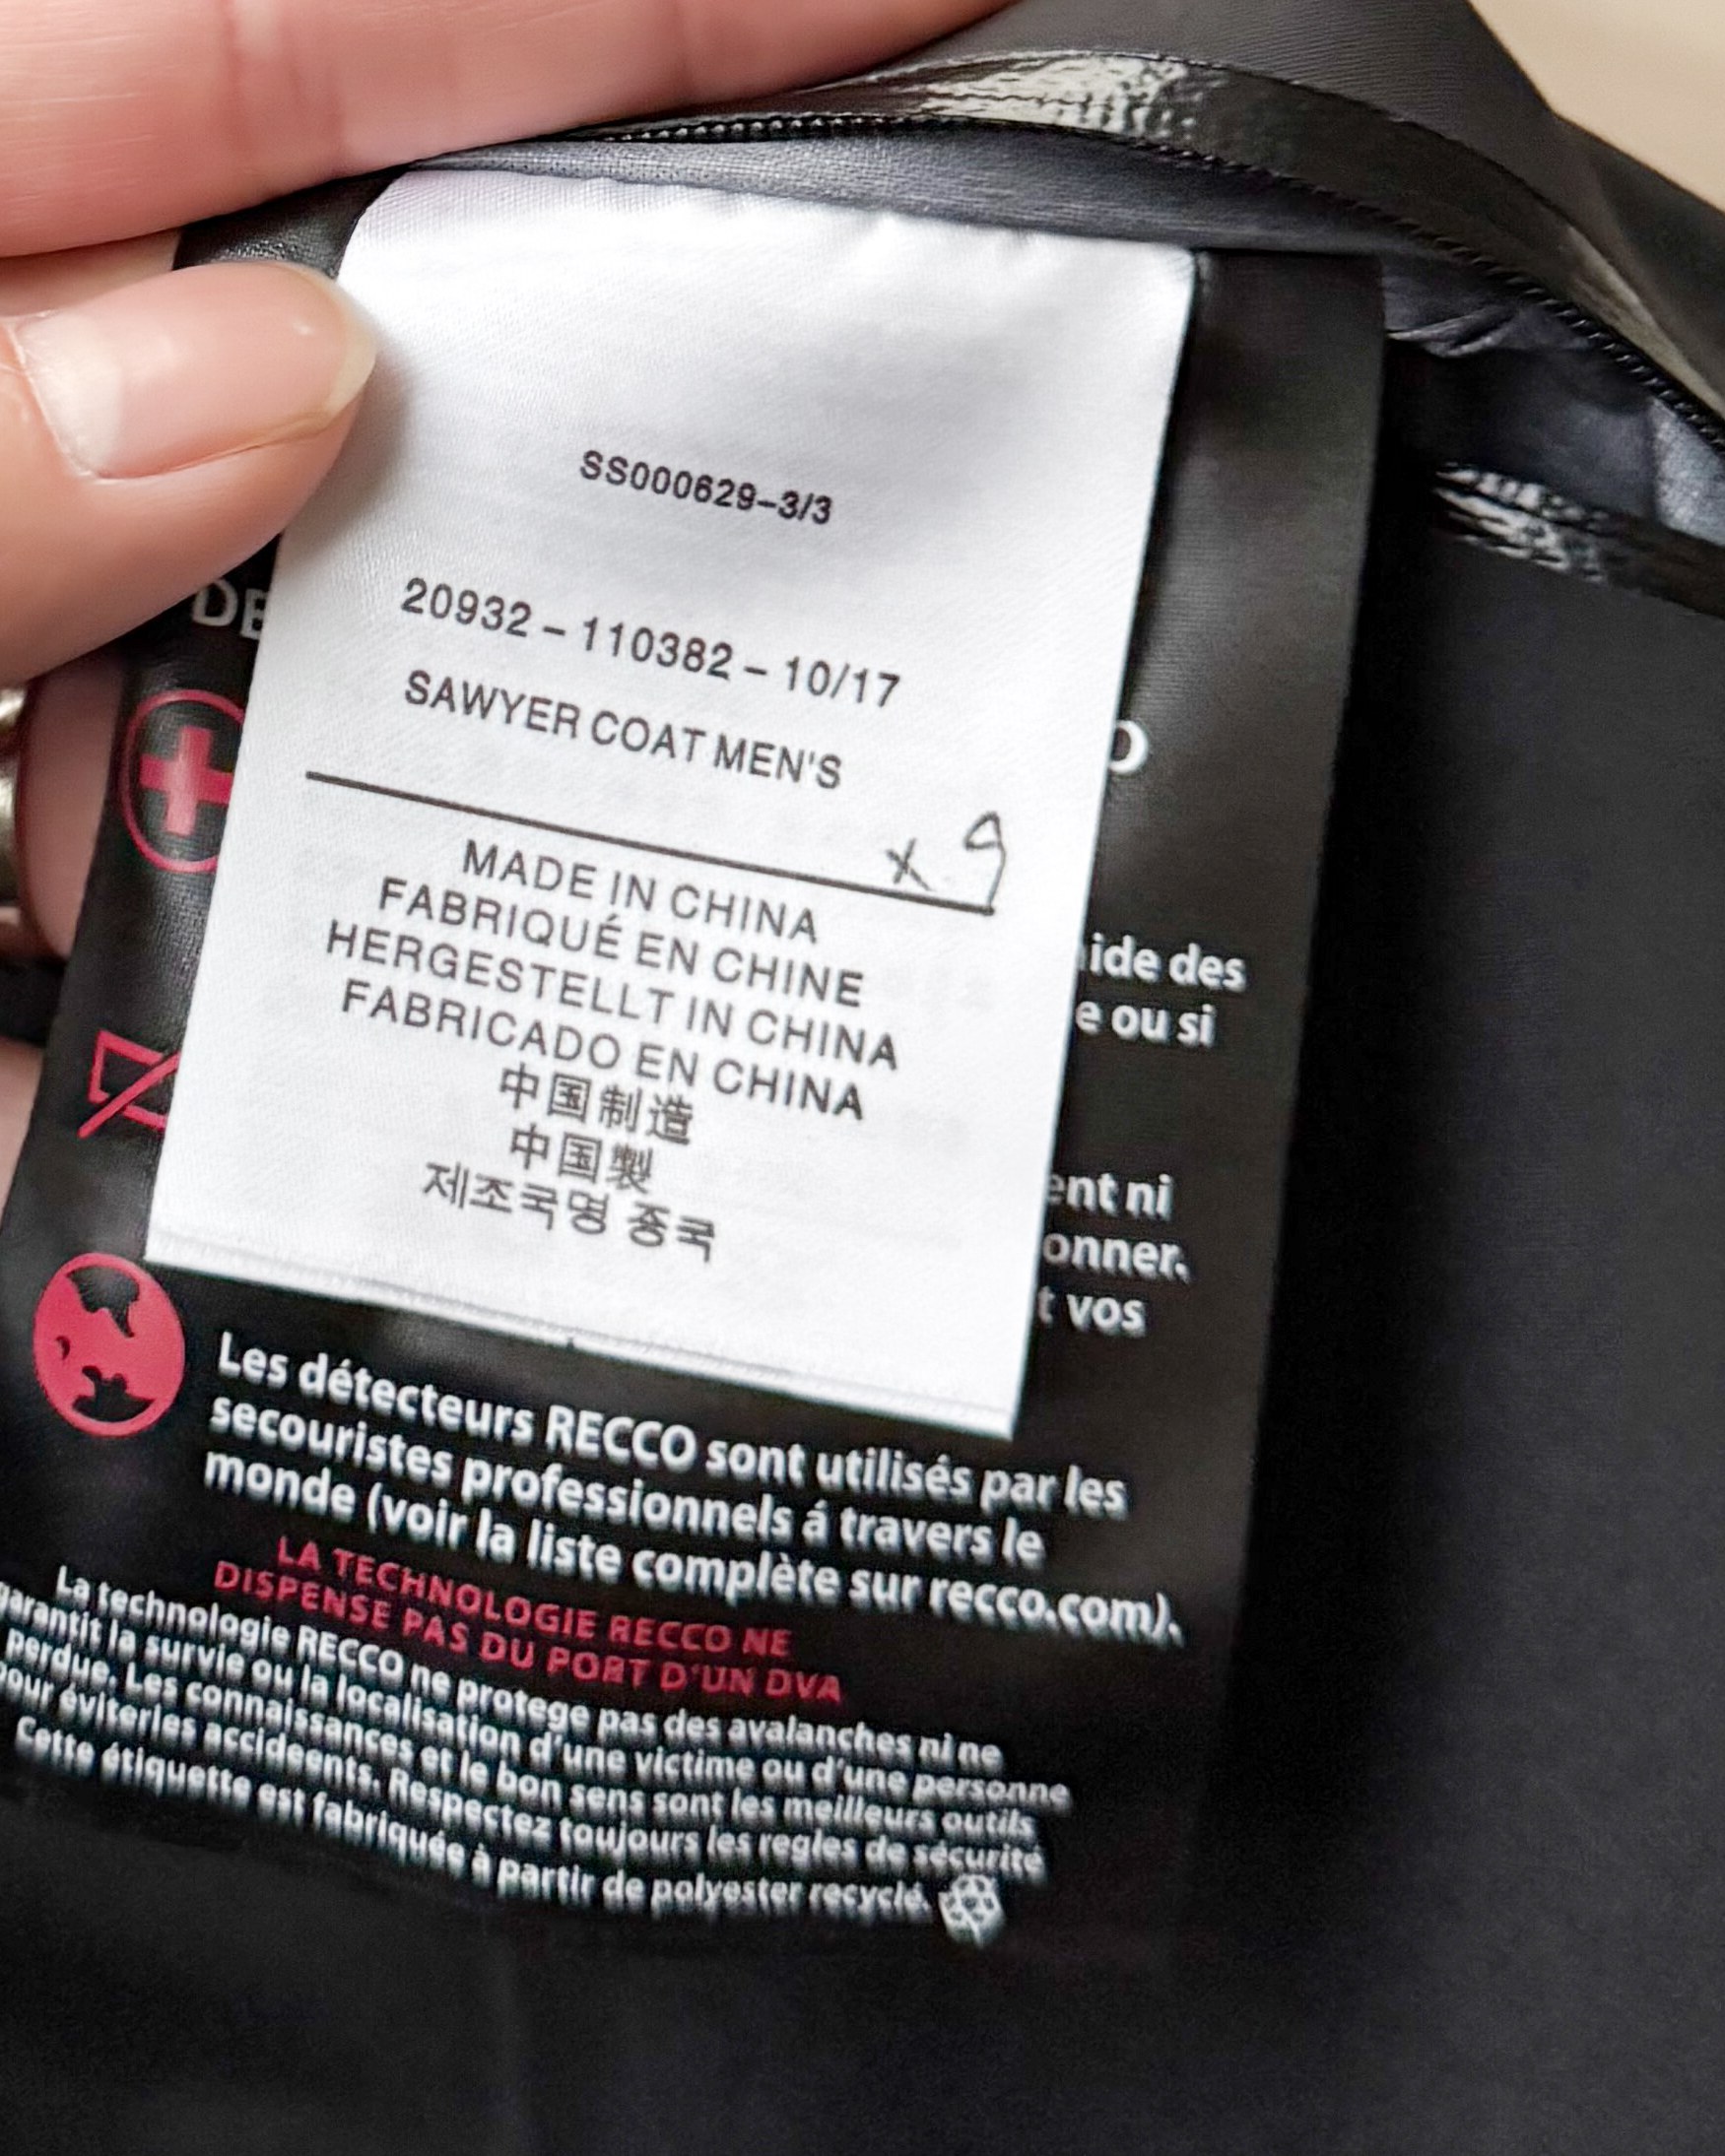 SS000629-3/3
20932 - 110382 - 10/17
SAWYER COAT MEN'S
x 9
MADE IN CHINA
FABRIQUÉ EN CHINE
HERGESTELLT IN CHINA
FABRICADO EN CHINA
中国制造
中国製
제조국명 중국
DE
O
ide des
e ou si
ent ni
onner.
t vos
Les détecteurs RECCO sont utilisés par les
secouristes professionnels á travers le
monde (voir la liste complète sur recco.com).
LA TECHNOLOGIE RECCO NE
DISPENSE PAS DU PORT D'UN DVA
La technologie RECCO ne protege pas des avalanches ni ne
garantit la survie ou la localisation d'une victime ou d'une personne
perdue. Les connaissances et le bon sens sont les meilleurs outils
pour éviterles accideents. Respectez toujours les regles de sécurité
Cette étiquette est fabriquée à partir de polyester recyclé.